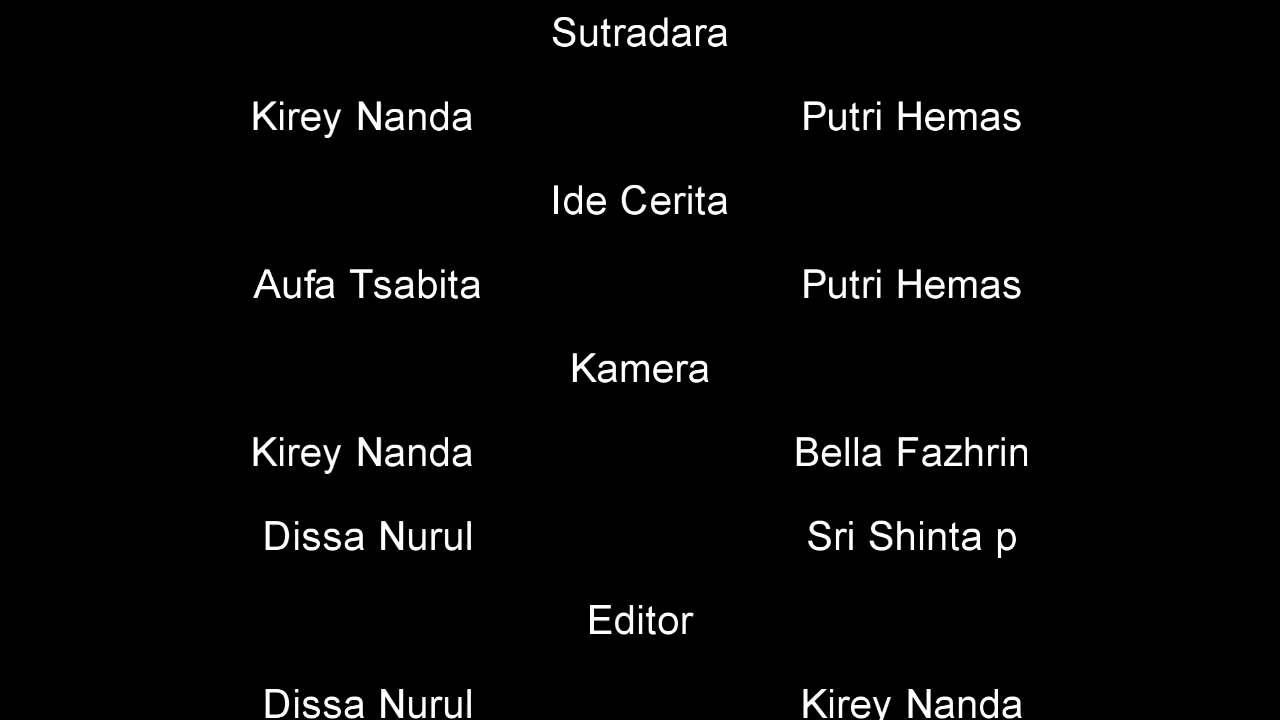 Sutradara
Kirey Nanda Putri Hemas
Ide Cerita
Aufa Tsabita Putri Hemas
Kamera
Kirey Nanda Bella Fazhrin
Dissa Nurul Sri Shinta p
Editor
Dissa Nurul Kirey Nanda